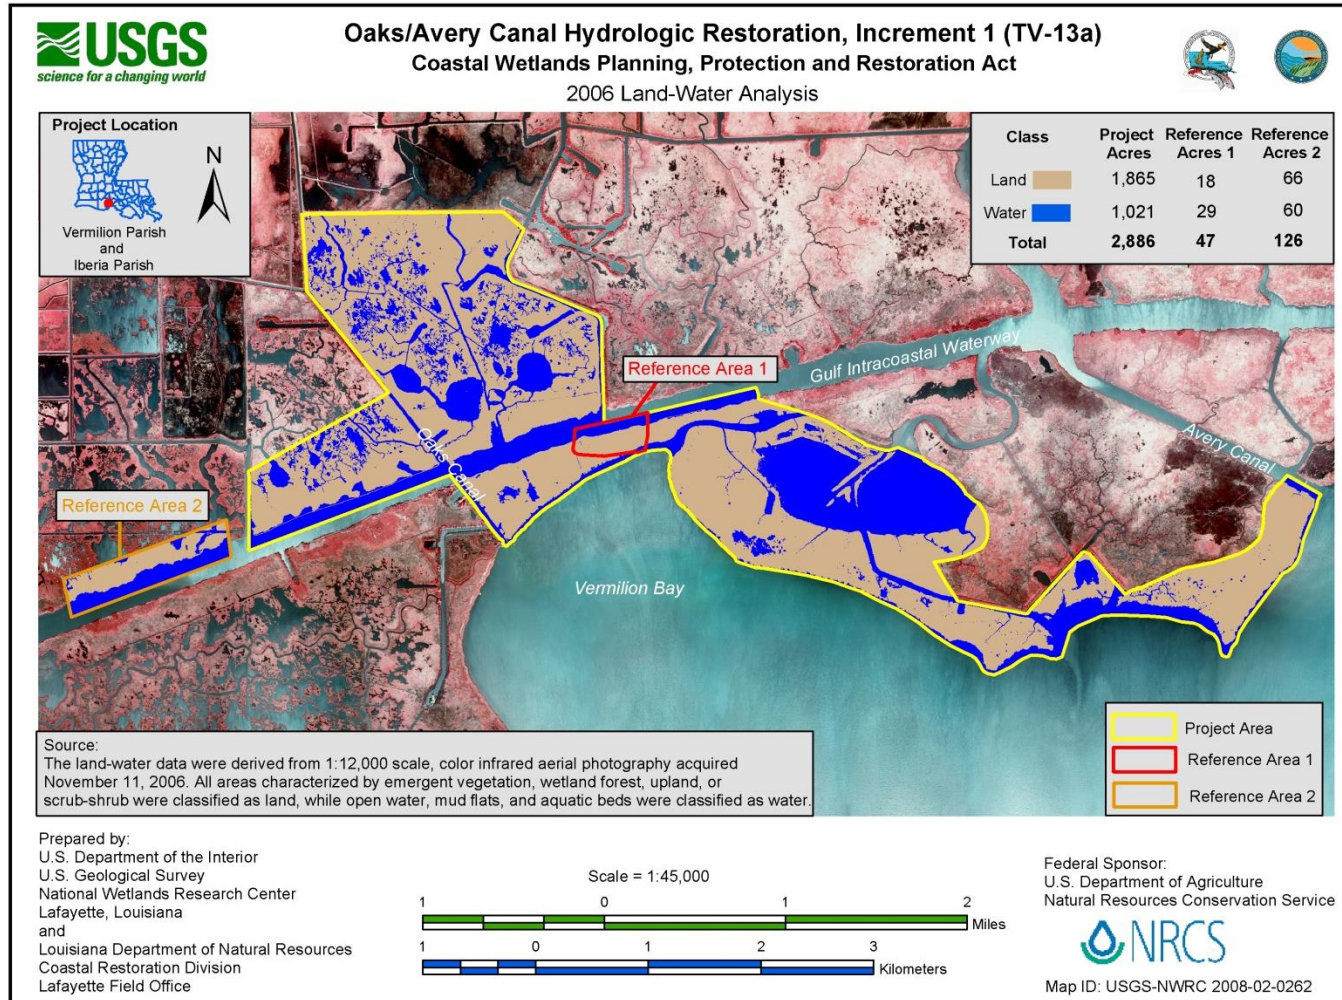 USGS
science for a changing world
Oaks/Avery Canal Hydrologic Restoration, Increment 1 (TV-13a)
Coastal Wetlands Planning, Protection and Restoration Act
2006 Land-Water Analysis
Project Location
N
Vermilion Parish
and
Iberia Parish
Class Project Acres Reference Acres 1 Reference Acres 2
Land 1,865 18 66
Water 1,021 29 60
Total 2,886 47 126
Reference Area 1
Gulf Intracoastal Waterway
Oaks Canal
Avery Canal
Reference Area 2
Vermilion Bay
Project Area
Reference Area 1
Reference Area 2
Source:
The land-water data were derived from 1:12,000 scale, color infrared aerial photography acquired
November 11, 2006. All areas characterized by emergent vegetation, wetland forest, upland, or
scrub-shrub were classified as land, while open water, mud flats, and aquatic beds were classified as water.
Prepared by:
U.S. Department of the Interior
U.S. Geological Survey
National Wetlands Research Center
Lafayette, Louisiana
and
Louisiana Department of Natural Resources
Coastal Restoration Division
Lafayette Field Office
Scale = 1:45,000
1 0 1 2
Miles
1 0 1 2 3
Kilometers
Federal Sponsor:
U.S. Department of Agriculture
Natural Resources Conservation Service
NRCS
Map ID: USGS-NWRC 2008-02-0262